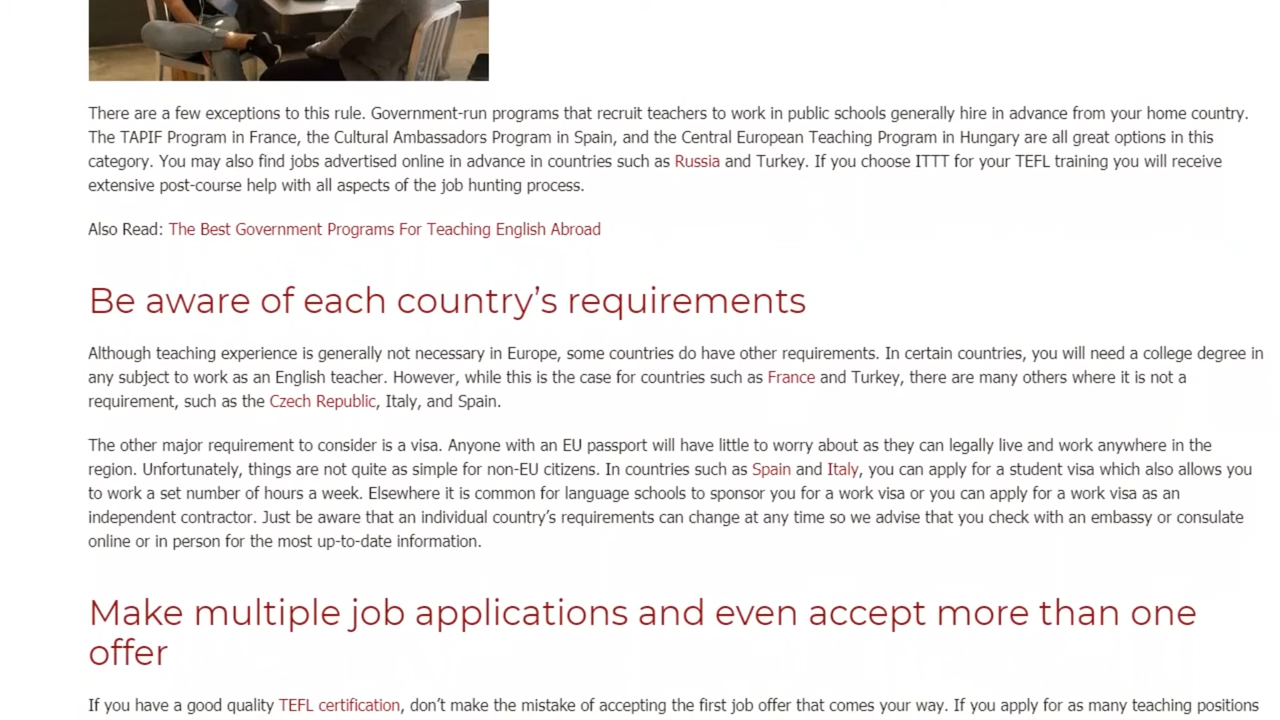 There are a few exceptions to this rule. Government-run programs that recruit teachers to work in public schools generally hire in advance from your home country.
The TAPIF Program in France, the Cultural Ambassadors Program in Spain, and the Central European Teaching Program in Hungary are all great options in this
category. You may also find jobs advertised online in advance in countries such as Russia and Turkey. If you choose ITTT for your TEFL training you will receive
extensive post-course help with all aspects of the job hunting process.
Also Read: The Best Government Programs For Teaching English Abroad
Be aware of each country’s requirements
Although teaching experience is generally not necessary in Europe, some countries do have other requirements. In certain countries, you will need a college degree in
any subject to work as an English teacher. However, while this is the case for countries such as France and Turkey, there are many others where it is not a
requirement, such as the Czech Republic, Italy, and Spain.
The other major requirement to consider is a visa. Anyone with an EU passport will have little to worry about as they can legally live and work anywhere in the
region. Unfortunately, things are not quite as simple for non-EU citizens. In countries such as Spain and Italy, you can apply for a student visa which also allows you
to work a set number of hours a week. Elsewhere it is common for language schools to sponsor you for a work visa or you can apply for a work visa as an
independent contractor. Just be aware that an individual country’s requirements can change at any time so we advise that you check with an embassy or consulate
online or in person for the most up-to-date information.
Make multiple job applications and even accept more than one
offer
If you have a good quality TEFL certification, don’t make the mistake of accepting the first job offer that comes your way. If you apply for as many teaching positions